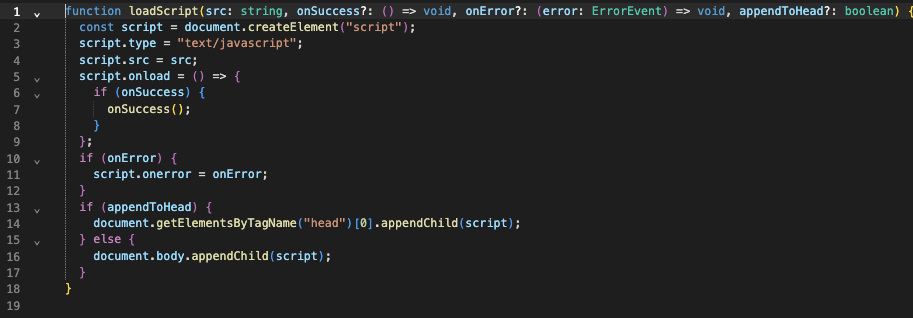 1 function loadScript(src: string, onSuccess?: () => void, onError?: (error: ErrorEvent) => void, appendToHead?: boolean) {
2   const script = document.createElement("script");
3   script.type = "text/javascript";
4   script.src = src;
5   script.onload = () => {
6     if (onSuccess) {
7       onSuccess();
8     }
9   };
10   if (onError) {
11     script.onerror = onError;
12   }
13   if (appendToHead) {
14     document.getElementsByTagName("head")[0].appendChild(script);
15   } else {
16     document.body.appendChild(script);
17   }
18 }
19